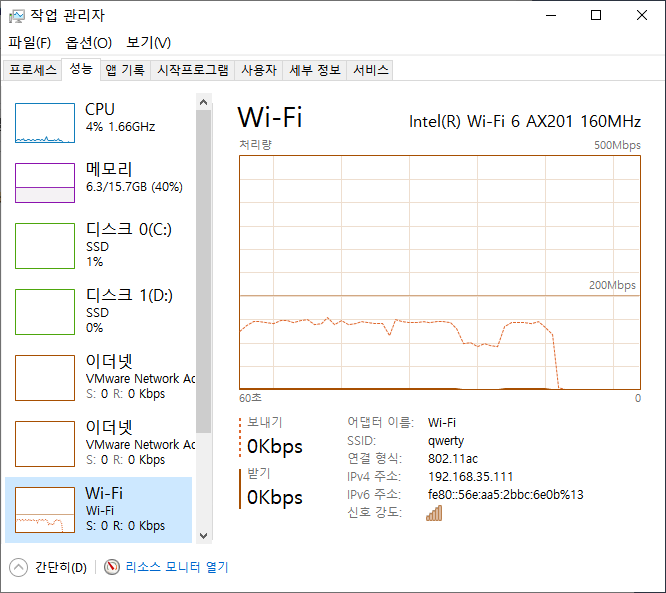 작업 관리자
파일(F) 옵션(O) 보기(V)
프로세스 성능 앱 기록 시작프로그램 사용자 세부 정보 서비스
CPU
4% 1.66GHz
메모리
6.3/15.7GB (40%)
디스크 0(C:)
SSD
1%
디스크 1(D:)
SSD
0%
이더넷
VMware Network Ac
S: 0 R: 0 Kbps
이더넷
VMware Network Ac
S: 0 R: 0 Kbps
Wi-Fi
Wi-Fi
S: 0 R: 0 Kbps
Wi-Fi Intel(R) Wi-Fi 6 AX201 160MHz
처리량 500Mbps
200Mbps
60초 0
보내기
0Kbps
받기
0Kbps
어댑터 이름: Wi-Fi
SSID: qwerty
연결 형식: 802.11ac
IPv4 주소: 192.168.35.111
IPv6 주소: fe80::56e:aa5:2bbc:6e0b%13
신호 강도:
간단히(D) 리소스 모니터 열기